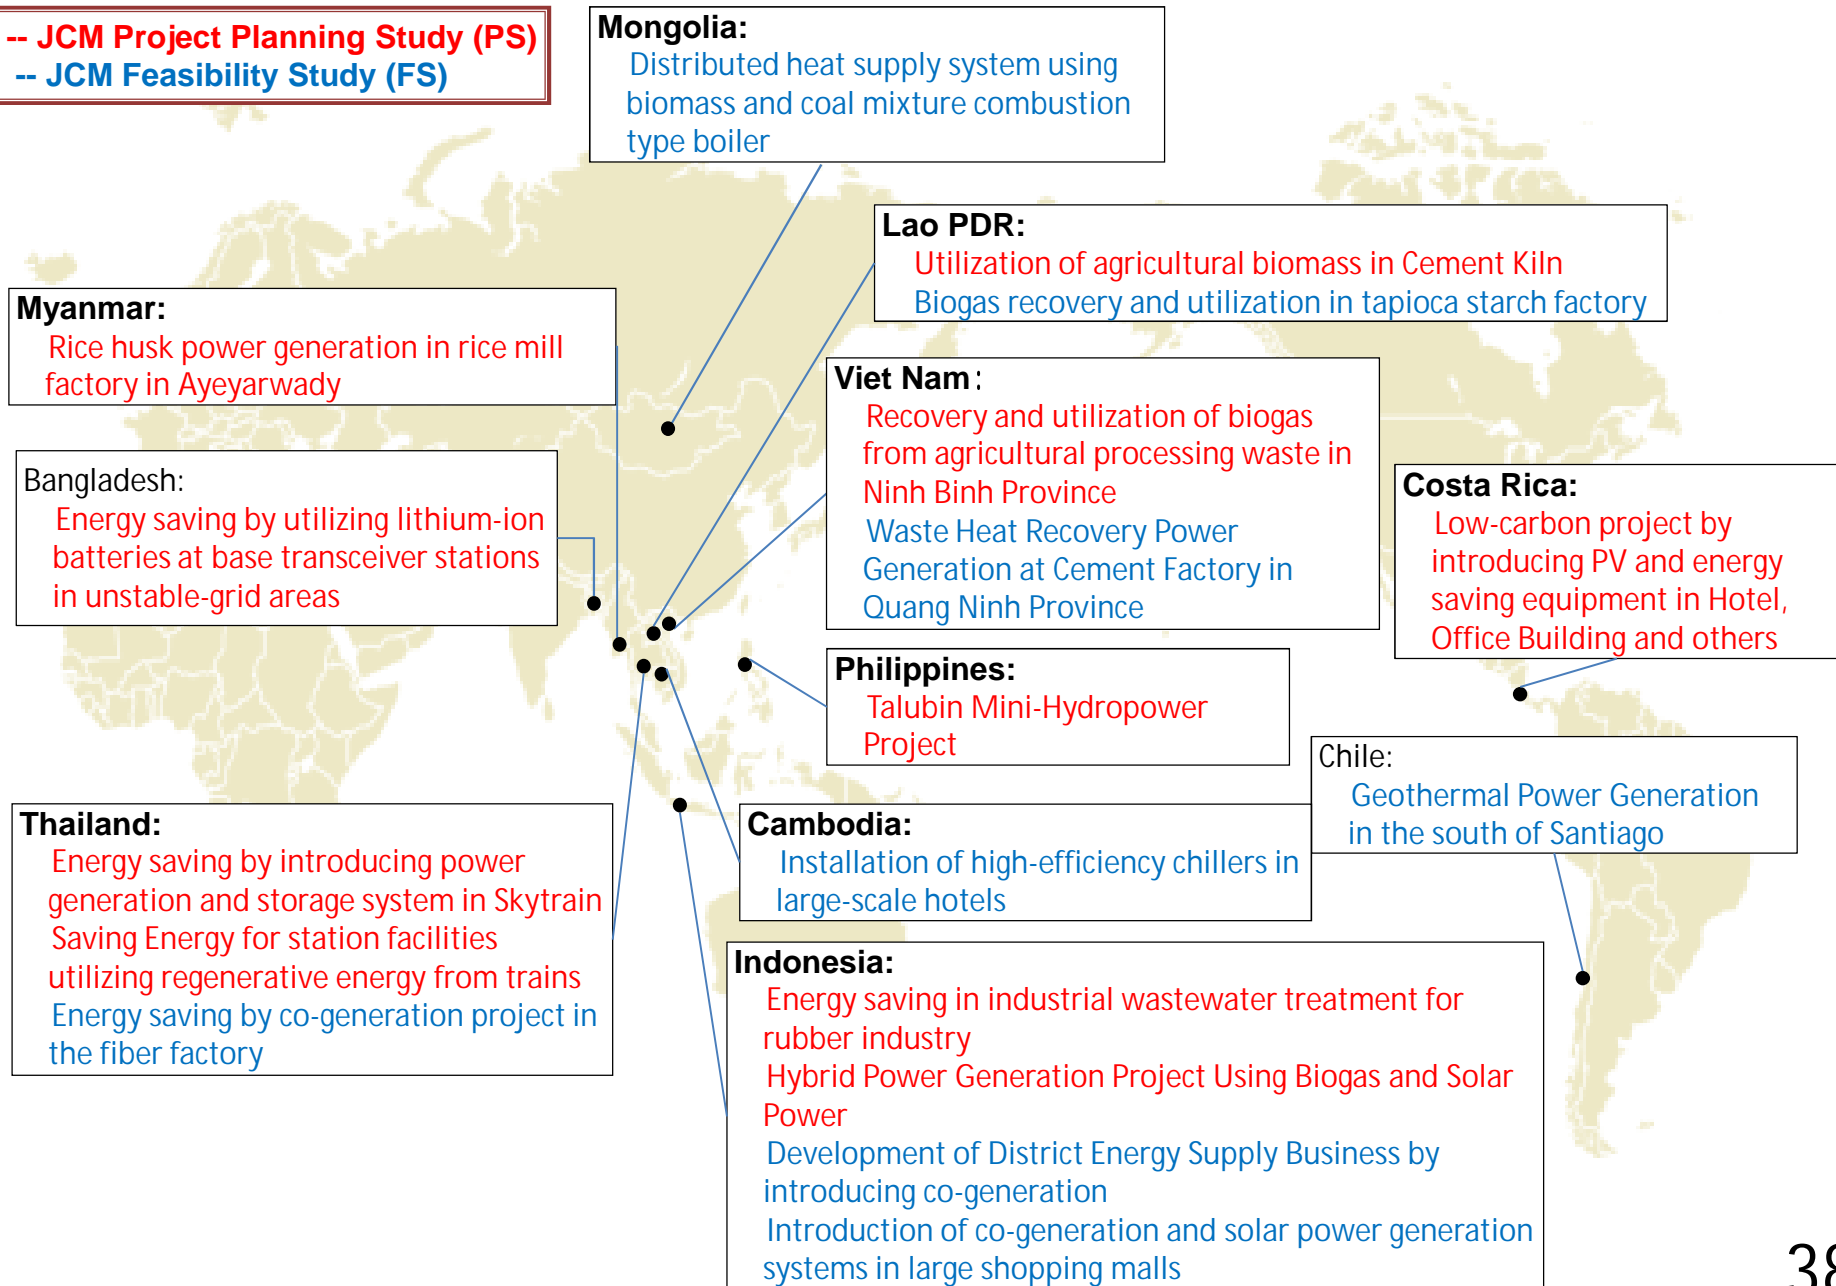 -- JCM Project Planning Study (PS)
-- JCM Feasibility Study (FS)
Mongolia:
Distributed heat supply system using
biomass and coal mixture combustion
type boiler
Lao PDR:
Utilization of agricultural biomass in Cement Kiln
Biogas recovery and utilization in tapioca starch factory
Myanmar:
Rice husk power generation in rice mill
factory in Ayeyarwady
Viet Nam:
Recovery and utilization of biogas
from agricultural processing waste in
Ninh Binh Province
Waste Heat Recovery Power
Generation at Cement Factory in
Quang Ninh Province
Bangladesh:
Energy saving by utilizing lithium-ion
batteries at base transceiver stations
in unstable-grid areas
Costa Rica:
Low-carbon project by
introducing PV and energy
saving equipment in Hotel,
Office Building and others
Philippines:
Talubin Mini-Hydropower
Project
Chile:
Geothermal Power Generation
in the south of Santiago
Thailand:
Energy saving by introducing power
generation and storage system in Skytrain
Saving Energy for station facilities
utilizing regenerative energy from trains
Energy saving by co-generation project in
the fiber factory
Cambodia:
Installation of high-efficiency chillers in
large-scale hotels
Indonesia:
Energy saving in industrial wastewater treatment for
rubber industry
Hybrid Power Generation Project Using Biogas and Solar
Power
Development of District Energy Supply Business by
introducing co-generation
Introduction of co-generation and solar power generation
systems in large shopping malls
38